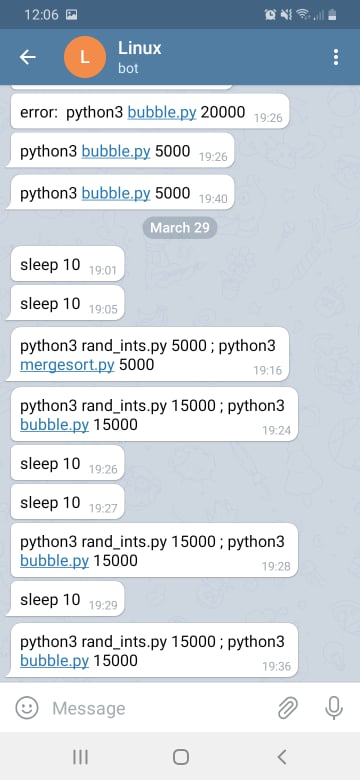 12:06
L
Linux
bot
error:  python3 bubble.py 20000 19:26
python3 bubble.py 5000 19:26
python3 bubble.py 5000 19:40
March 29
sleep 10 19:01
sleep 10 19:05
python3 rand_ints.py 5000 ; python3
mergesort.py 5000 19:16
python3 rand_ints.py 15000 ; python3
bubble.py 15000 19:24
sleep 10 19:26
sleep 10 19:27
python3 rand_ints.py 15000 ; python3
bubble.py 15000 19:28
sleep 10 19:29
python3 rand_ints.py 15000 ; python3
bubble.py 15000 19:36
Message